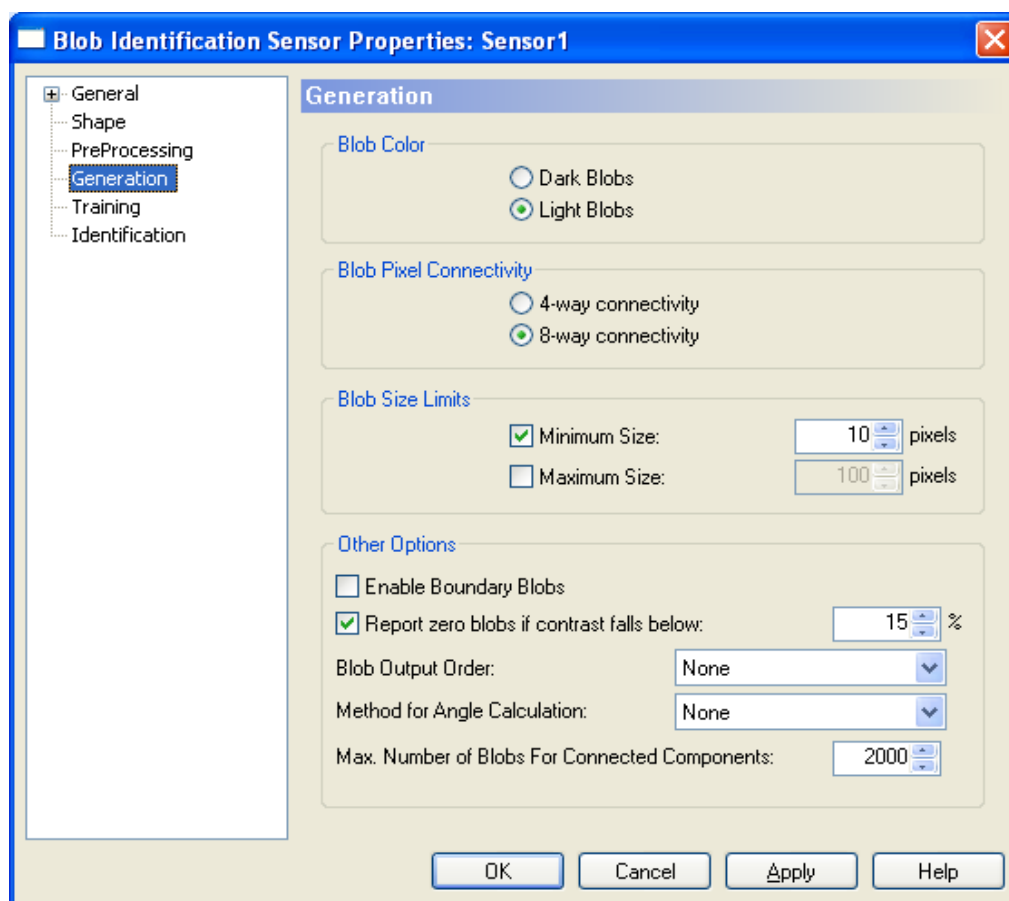 Blob Identification Sensor Properties: Sensor1
General
Shape
PreProcessing
Generation
Training
Identification
Generation
Blob Color
Dark Blobs
Light Blobs
Blob Pixel Connectivity
4-way connectivity
8-way connectivity
Blob Size Limits
Minimum Size: 10 pixels
Maximum Size: 100 pixels
Other Options
Enable Boundary Blobs
Report zero blobs if contrast falls below: 15 %
Blob Output Order: None
Method for Angle Calculation: None
Max. Number of Blobs For Connected Components: 2000
OK Cancel Apply Help